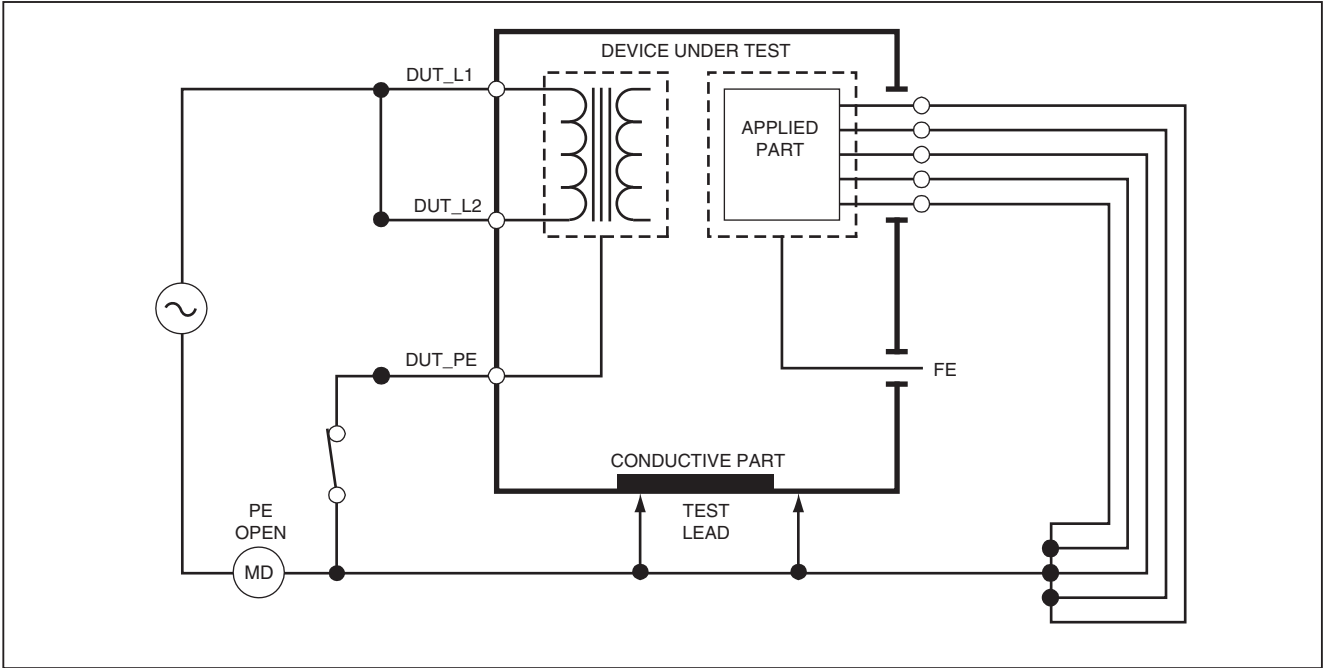 DEVICE UNDER TEST
DUT_L1
APPLIED
PART
DUT_L2
DUT_PE
FE
CONDUCTIVE PART
TEST
LEAD
PE
OPEN
MD